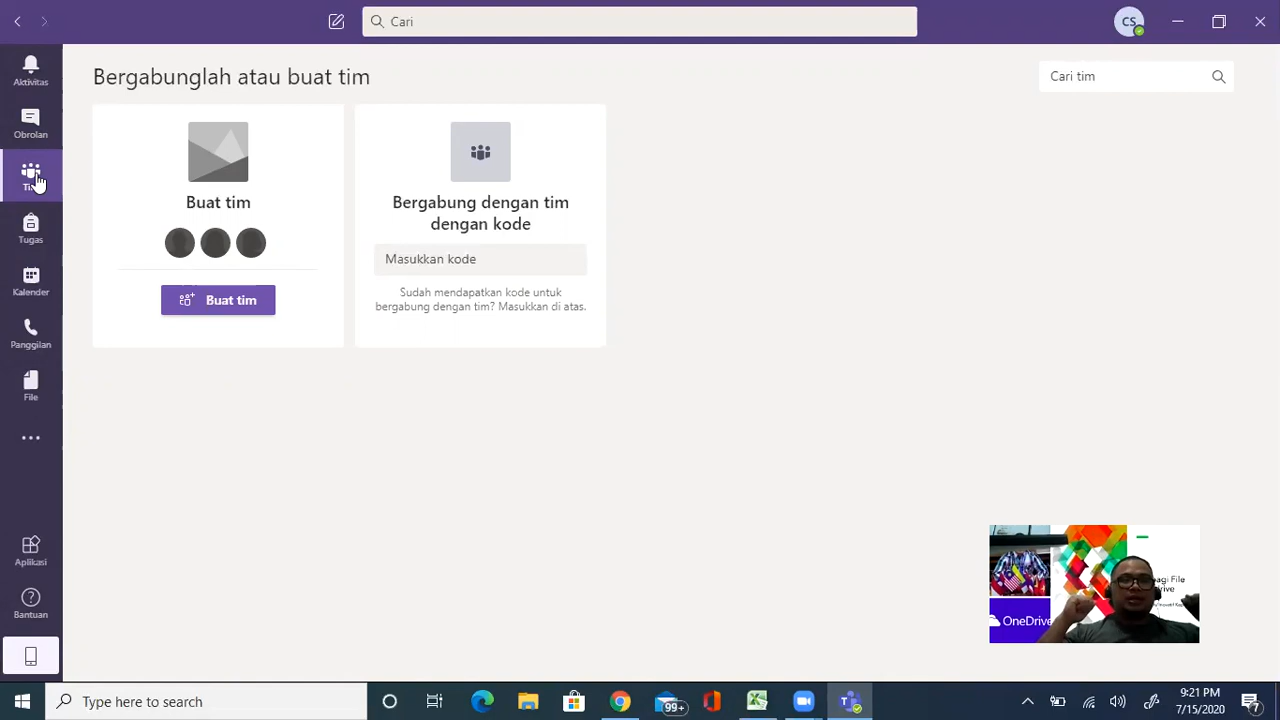 Cari
CS
Aktivitas
Obrolan
Tugas
Kalender
Panggilan
File
Aplikasi
Bantuan
Bergabunglah atau buat tim
Cari tim
Buat tim
Buat tim
Bergabung dengan tim
dengan kode
Masukkan kode
Sudah mendapatkan kode untuk
bergabung dengan tim? Masukkan di atas.
OneDrive
Type here to search
99+
9:21 PM
7/15/2020
7